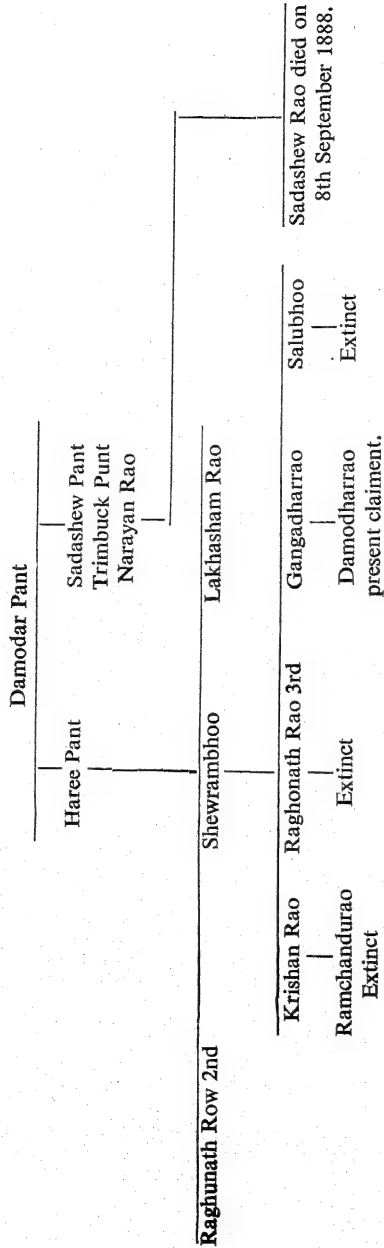 Damodar Pant
Haree Pant
Sadashew Pant
Trimbuck Punt
Narayan Rao
Raghunath Row 2nd
Shewrambhoo
Lakhasham Rao
Krishan Rao
Raghonath Rao 3rd
Gangadharrao
Salubhoo
Sadashew Rao died on
8th September 1888.
Ramchandurao
Extinct
Extinct
Damodharrao
present claiment.
Extinct